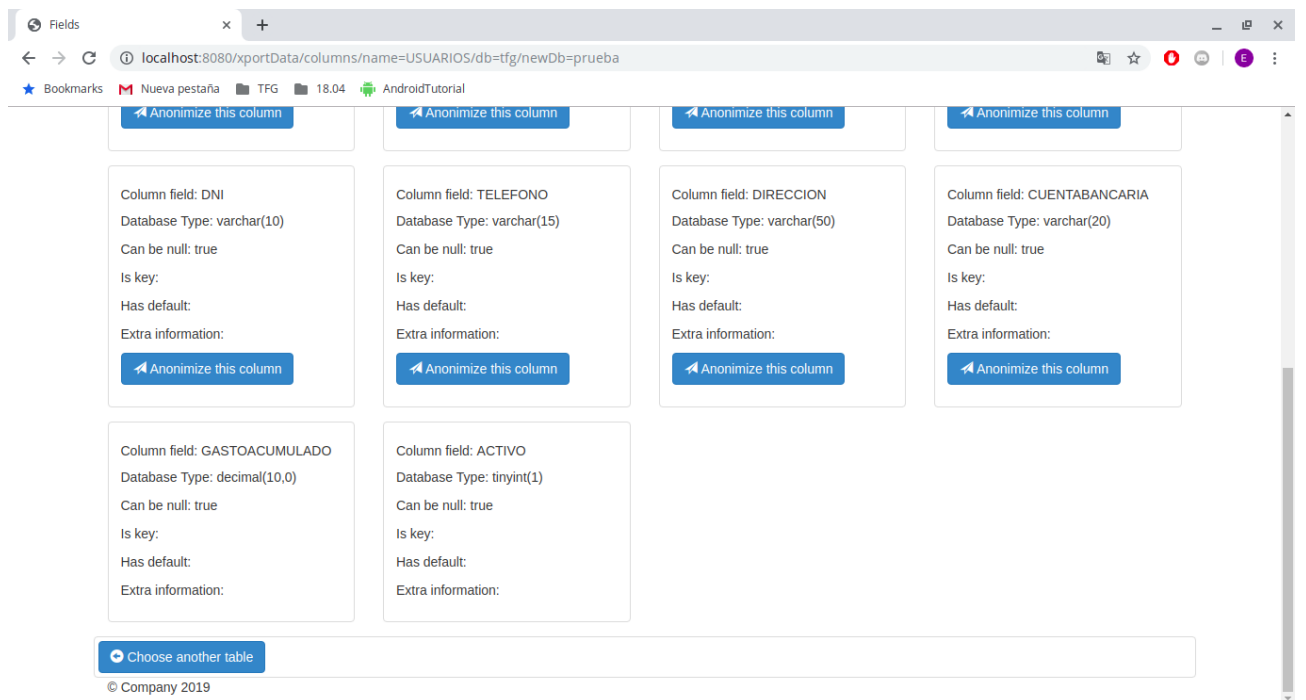 Fields
localhost:8080/xportData/columns/name=USUARIOS/db=tfg/newDb=prueba
E
Bookmarks Nueva pestaña TFG 18.04 AndroidTutorial
Anonimize this column Anonimize this column Anonimize this column Anonimize this column
Column field: DNI
Database Type: varchar(10)
Can be null: true
Is key:
Has default:
Extra information:
Anonimize this column
Column field: TELEFONO
Database Type: varchar(15)
Can be null: true
Is key:
Has default:
Extra information:
Anonimize this column
Column field: DIRECCION
Database Type: varchar(50)
Can be null: true
Is key:
Has default:
Extra information:
Anonimize this column
Column field: CUENTABANCARIA
Database Type: varchar(20)
Can be null: true
Is key:
Has default:
Extra information:
Anonimize this column
Column field: GASTOACUMULADO
Database Type: decimal(10,0)
Can be null: true
Is key:
Has default:
Extra information:
Column field: ACTIVO
Database Type: tinyint(1)
Can be null: true
Is key:
Has default:
Extra information:
Choose another table
© Company 2019